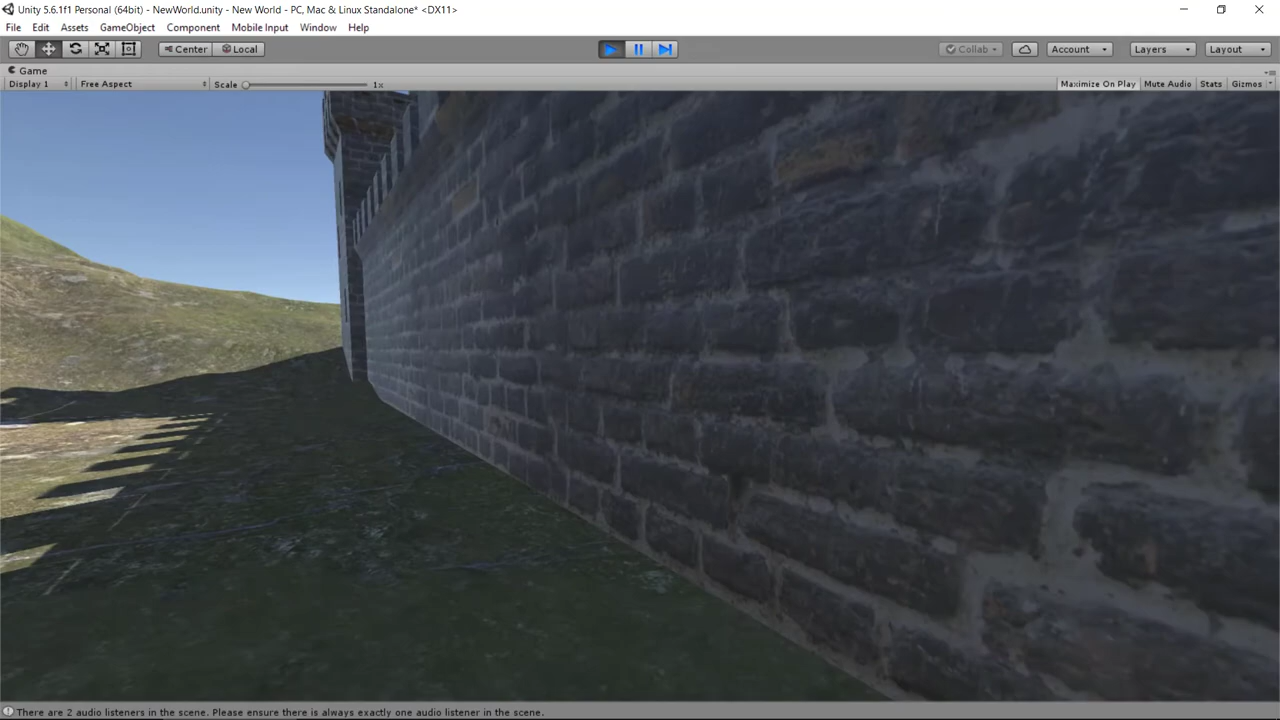 Unity 5.6.1f1 Personal (64bit) - NewWorld.unity - New World - PC, Mac & Linux Standalone* <DX11>
File Edit Assets GameObject Component Mobile Input Window Help
Center Local Collab Account Layers Layout
Game
Display 1 Free Aspect Scale 1x Maximize On Play Mute Audio Stats Gizmos
There are 2 audio listeners in the scene. Please ensure there is always exactly one audio listener in the scene.